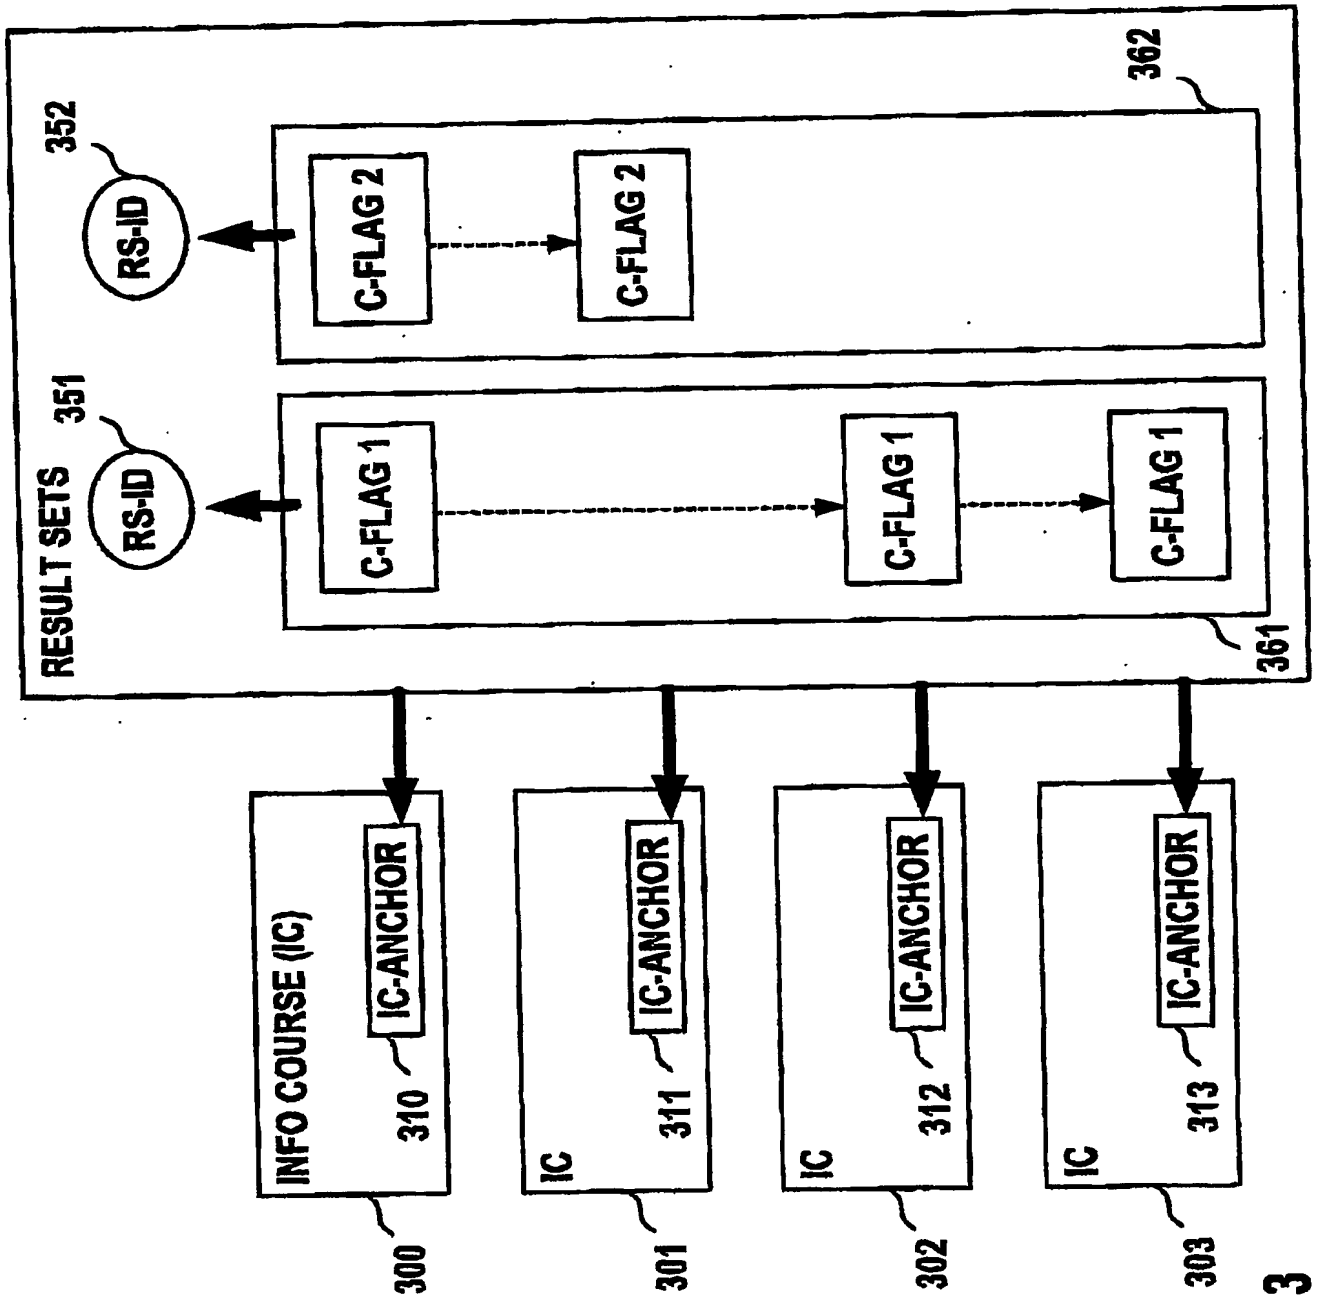 RESULT SETS
351
352
RS-ID
RS-ID
300
INFO COURSE (IC)
310
IC-ANCHOR
C-FLAG 1
C-FLAG 2
301
IC
311
IC-ANCHOR
C-FLAG 2
302
IC
312
IC-ANCHOR
C-FLAG 1
303
IC
313
IC-ANCHOR
C-FLAG 1
361
362
3